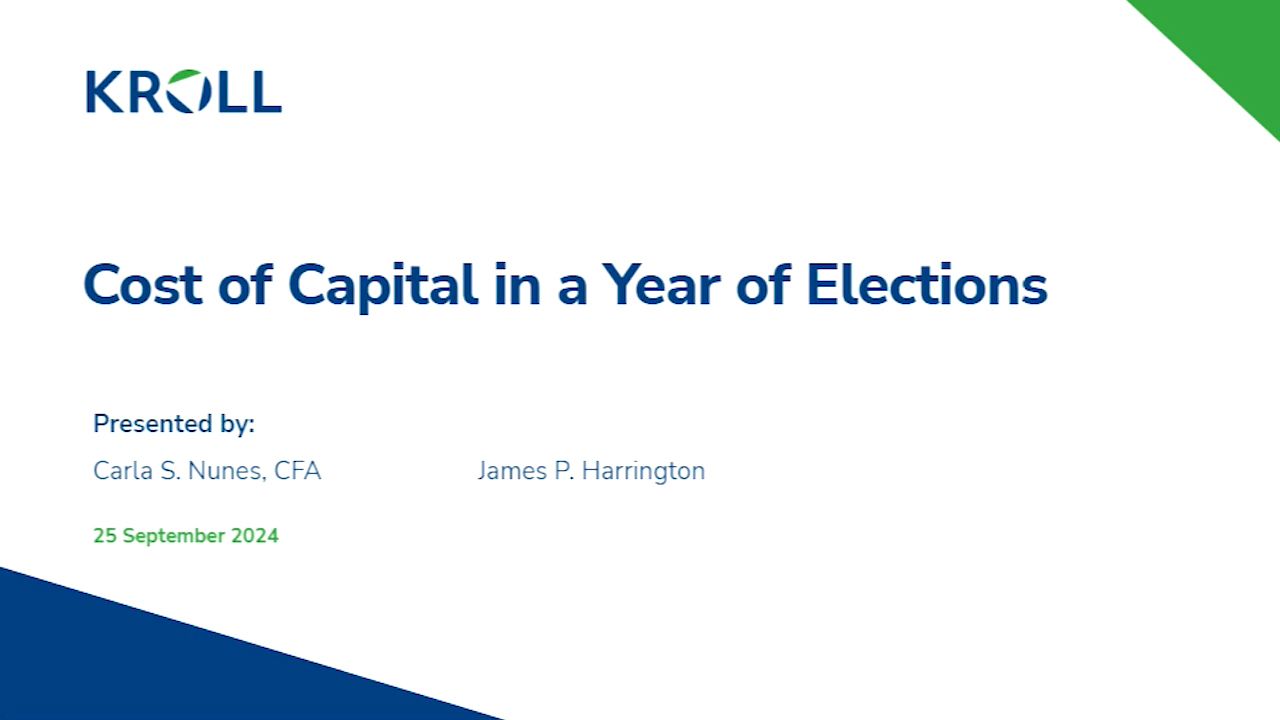 KROLL
Cost of Capital in a Year of Elections
Presented by:
Carla S. Nunes, CFA
James P. Harrington
25 September 2024